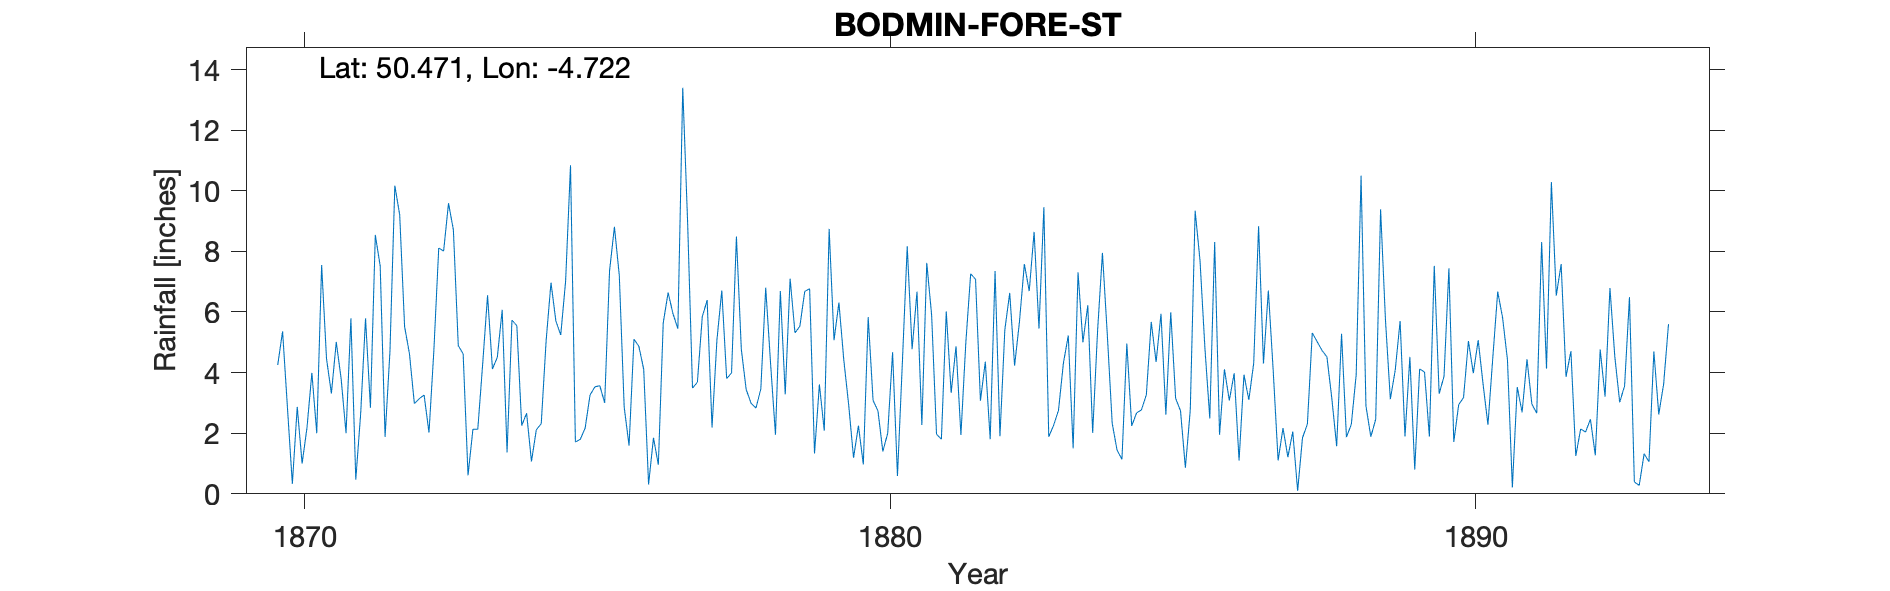 BODMIN-FORE-ST
Lat: 50.471, Lon: -4.722
14
12
10
8
6
4
2
0
Rainfall [inches]
1870 1880 1890
Year